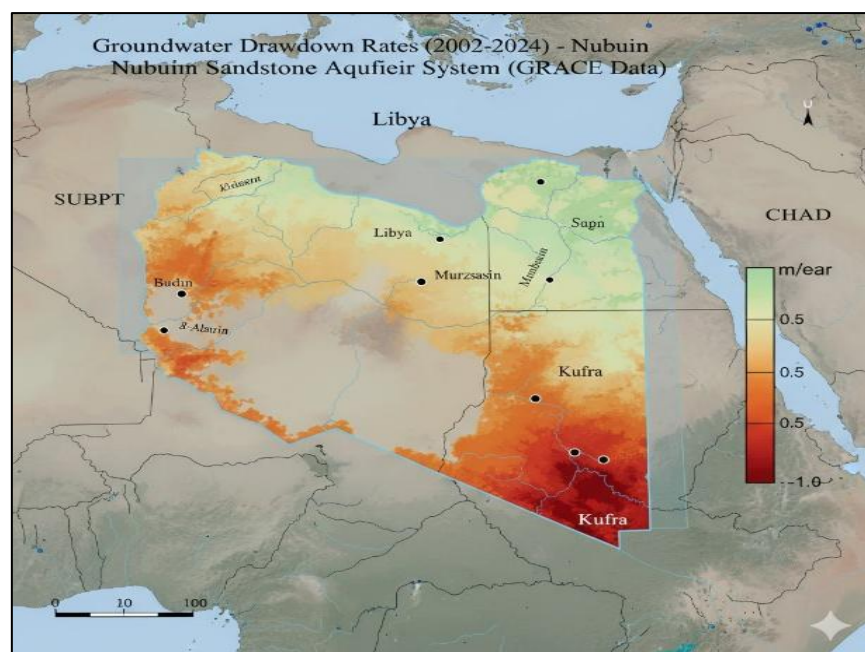 Groundwater Drawdown Rates (2002-2024) - Nubuin
Nubuinn Sandstone Aqufieir System (GRACE Data)
Libya
SUBPT
CHAD
Sapn
Libya
Murzsasin
Budin
Kufra
Kufra
m/ear
0.5
0.5
0.5
--1.0
0 10 100